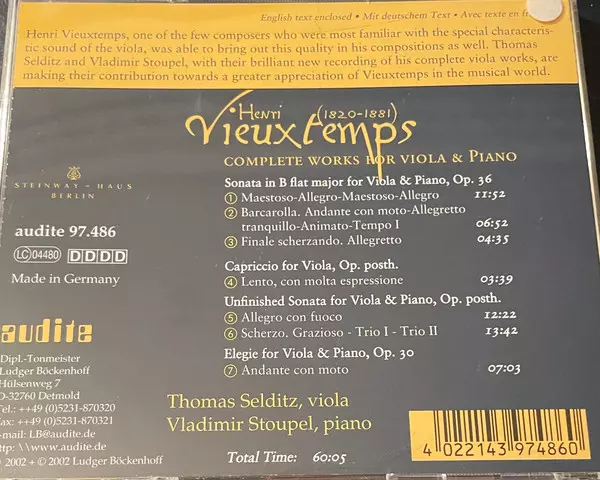 English text enclosed • Mit deutschem Text • Avec texte en
Henri Vieuxtemps, one of the few composers who were most familiar with the special characteris-
tic sound of the viola, was able to bring out this quality in his compositions as well. Thomas
Selditz and Vladimir Stoupel, with their brilliant new recording of his complete viola works, are
making their contribution towards a greater appreciation of Vieuxtemps in the musical world.
Henri (1820-1881)
Vieuxtemps
COMPLETE WORKS FOR VIOLA & PIANO
STEINWAY-HAUS
BERLIN
Sonata in B flat major for Viola & Piano, Op. 36
1 Maestoso-Allegro-Maestoso-Allegro 11:52
2 Barcarolla. Andante con moto-Allegretto
tranquillo-Animato-Tempo I 06:52
3 Finale scherzando. Allegretto 04:35
audite 97.486
LC 04480 DDDD
Made in Germany
Capriccio for Viola, Op. posth.
4 Lento, con molta espressione 03:39
Unfinished Sonata for Viola & Piano, Op. posth.
5 Allegro con fuoco 12:22
6 Scherzo. Grazioso - Trio I - Trio II 13:42
Elegie for Viola & Piano, Op. 30
7 Andante con moto 07:03
audite
Dipl.-Tonmeister
Ludger Böckenhoff
Hülsenweg 7
D-32760 Detmold
Tel.: ++49 (0)5231-870320
Fax: ++49 (0)5231-870321
e-mail: LB@audite.de
http: \\www.audite.de
2002 + © 2002 Ludger Böckenhoff
Thomas Selditz, viola
Vladimir Stoupel, piano
Total Time: 60:05
4 022143 974860